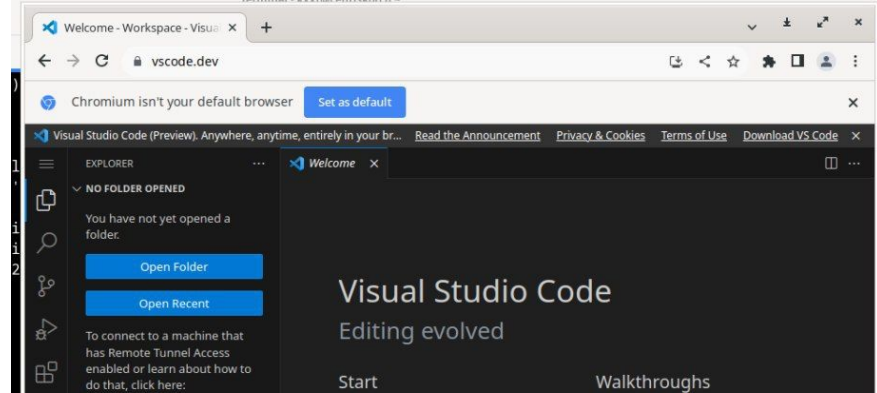 Welcome - Workspace - Visua
vscode.dev
Chromium isn't your default browser Set as default
Visual Studio Code (Preview). Anywhere, anytime, entirely in your br... Read the Announcement Privacy & Cookies Terms of Use Download VS Code
EXPLORER
Welcome
NO FOLDER OPENED
You have not yet opened a
folder.
Open Folder
Open Recent
To connect to a machine that
has Remote Tunnel Access
enabled or learn about how to
do that, click here:
Visual Studio Code
Editing evolved
Start
Walkthroughs